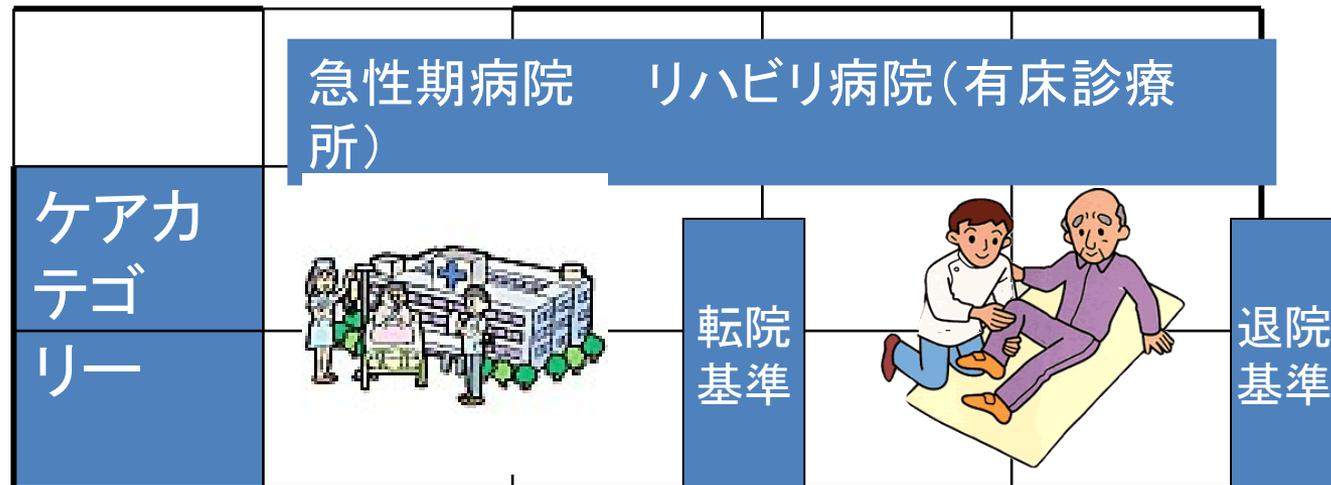 急性期病院　リハビリ病院（有床診療
所）
ケアカ
テゴ
リー
転院
基準
退院
基準